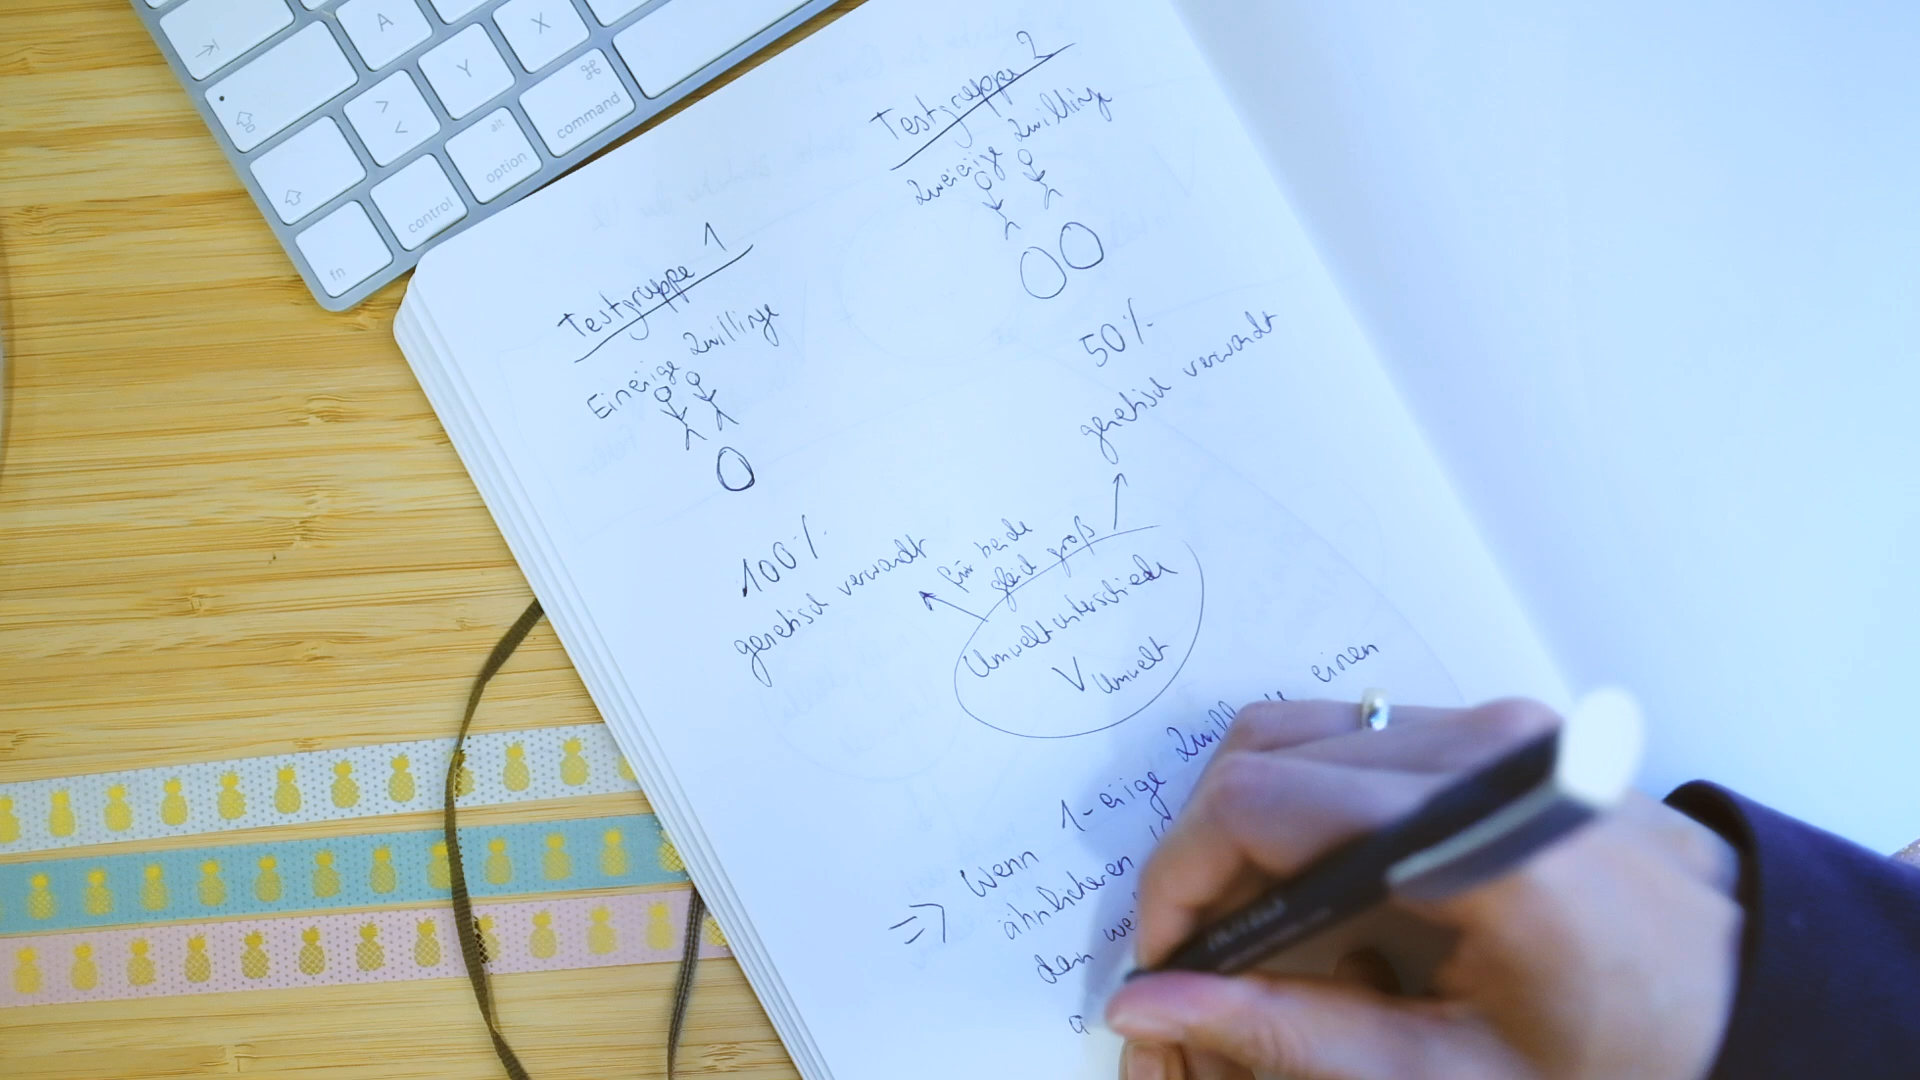 A
X
Y
>
<
⌘
command
alt
option
control
fn
Testgruppe 1
Eineiige Zwillinge
100%
genetisch verwandt
Testgruppe 2
Zweieiige Zwillinge
50%
genetisch verwandt
für beide
gleich groß
Umweltunterschiede
V Umwelt
=> Wenn 1-eiige einen
ähnlicheren
dann